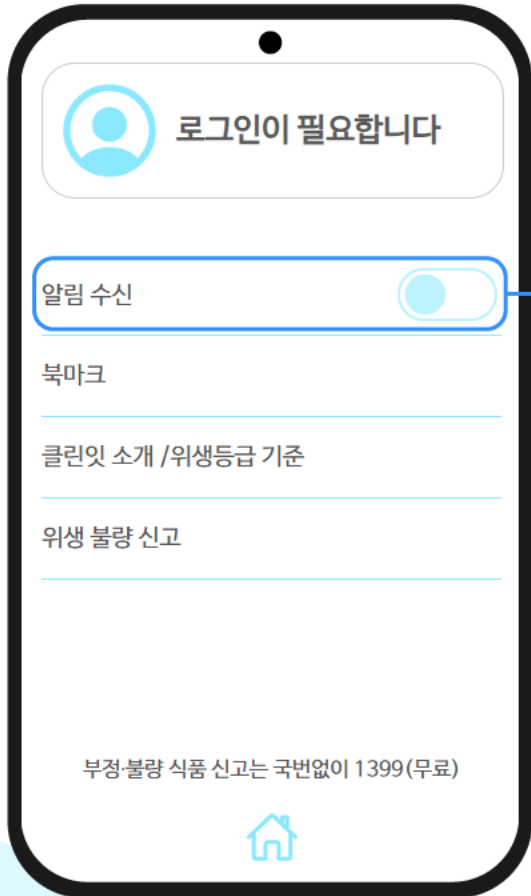 로그인이 필요합니다
알림 수신
북마크
클린잇 소개 /위생등급 기준
위생 불량 신고
부정·불량 식품 신고는 국번없이 1399(무료)